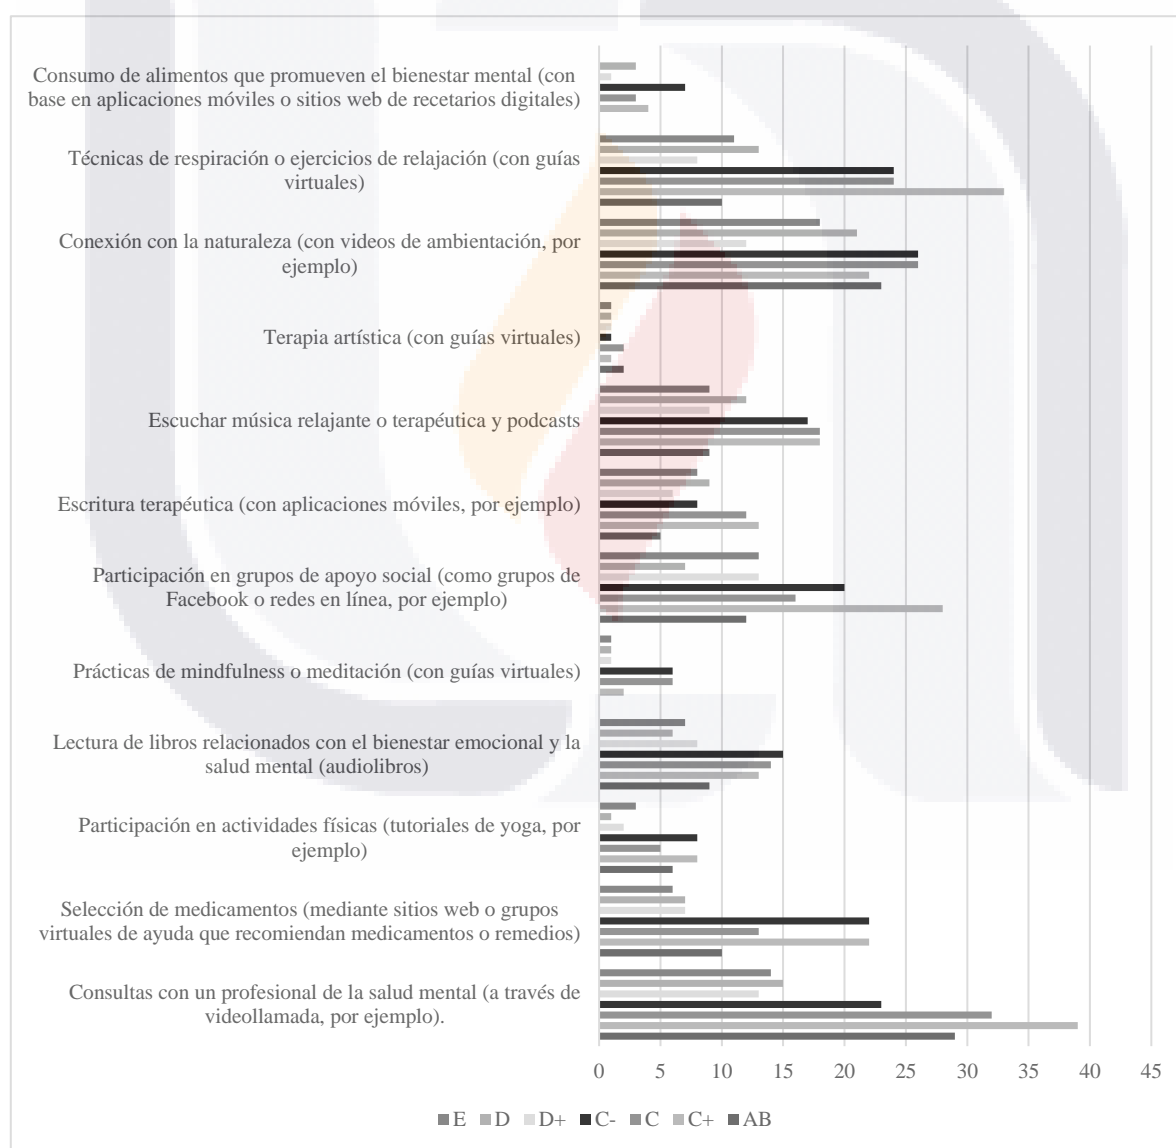 Consumo de alimentos que promueven el bienestar mental (con
base en aplicaciones móviles o sitios web de recetarios digitales)
Técnicas de respiración o ejercicios de relajación (con guías
virtuales)
Conexión con la naturaleza (con videos de ambientación, por
ejemplo)
Terapia artística (con guías virtuales)
Escuchar música relajante o terapéutica y podcasts
Escritura terapéutica (con aplicaciones móviles, por ejemplo)
Participación en grupos de apoyo social (como grupos de
Facebook o redes en línea, por ejemplo)
Prácticas de mindfulness o meditación (con guías virtuales)
Lectura de libros relacionados con el bienestar emocional y la
salud mental (audiolibros)
Participación en actividades físicas (tutoriales de yoga, por
ejemplo)
Selección de medicamentos (mediante sitios web o grupos
virtuales de ayuda que recomiendan medicamentos o remedios)
Consultas con un profesional de la salud mental (a través de
videollamada, por ejemplo).
0 5 10 15 20 25 30 35 40 45
E D D+ C- C C+ AB